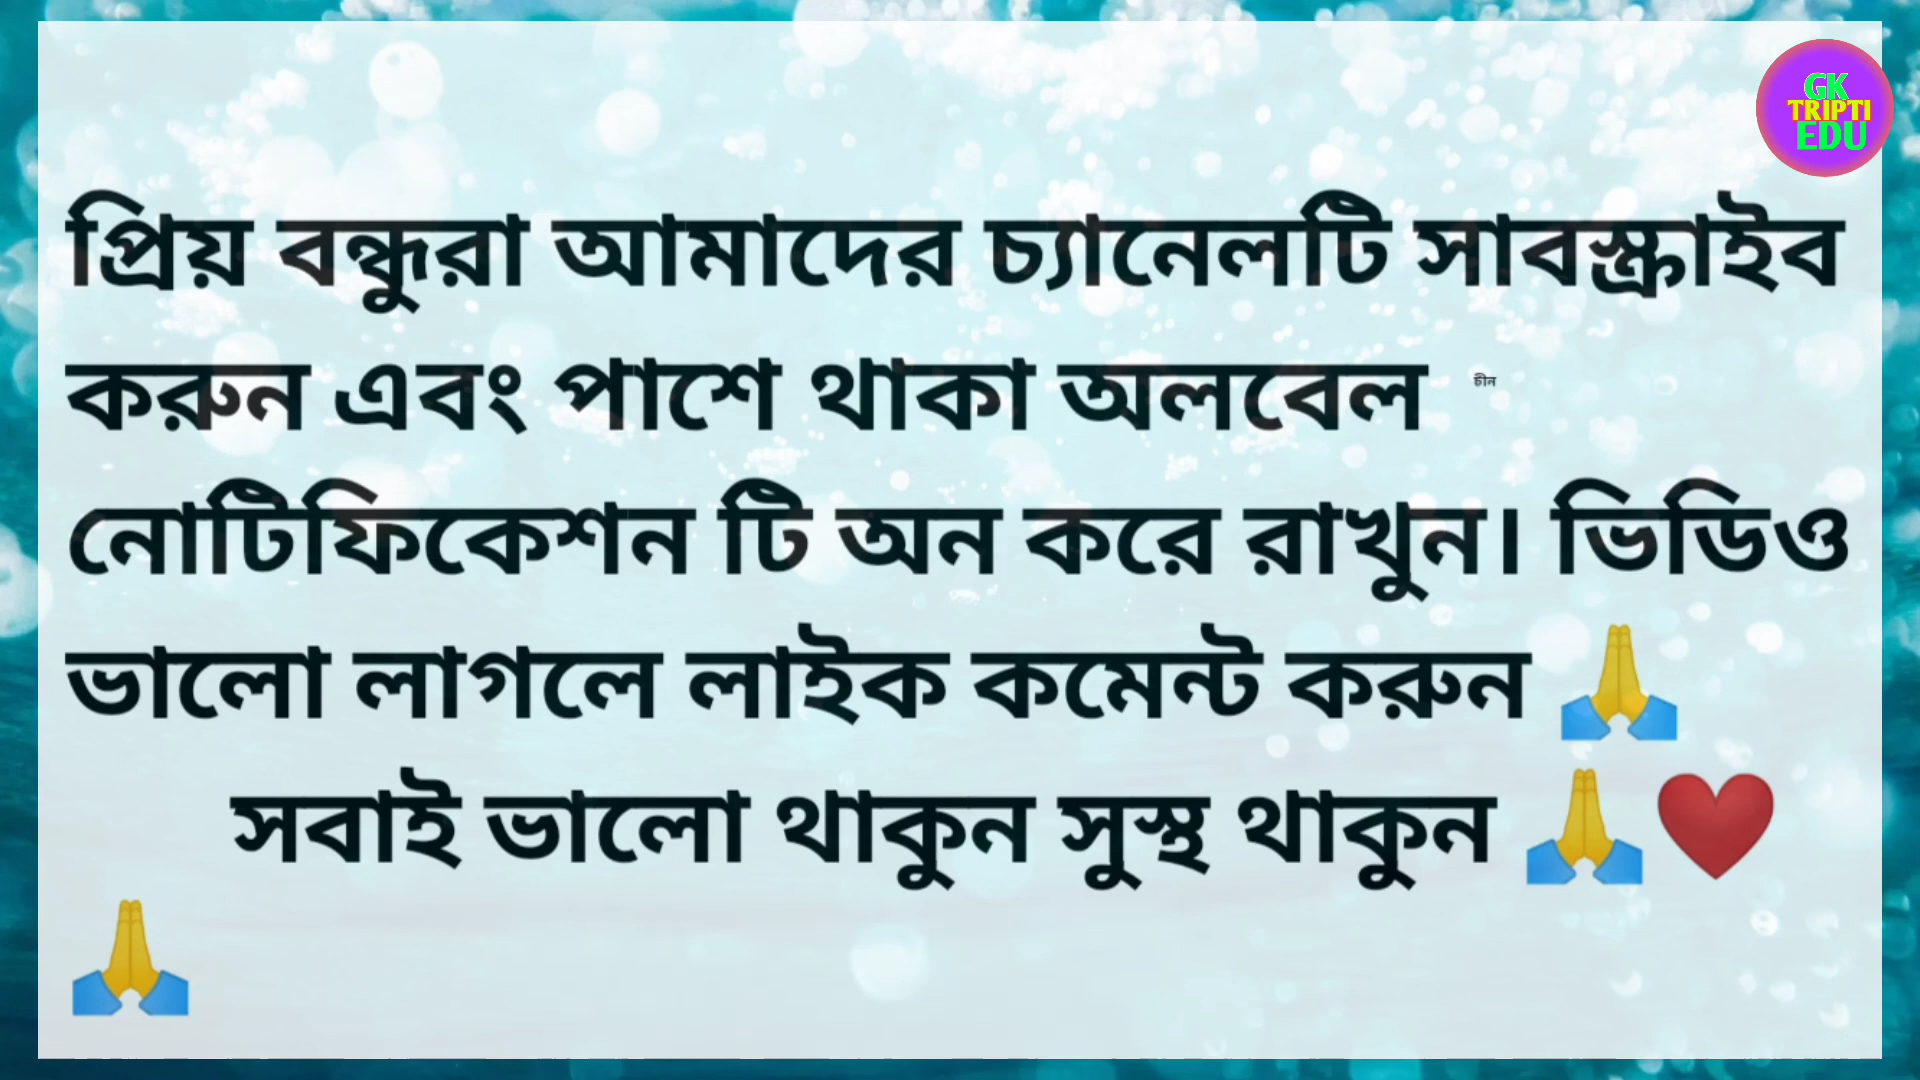 GK
TRIPTI
EDU
প্রিয় বন্ধুরা আমাদের চ্যানেলটি সাবস্ক্রাইব
করুন এবং পাশে থাকা অলবেল চীন
নোটিফিকেশন টি অন করে রাখুন। ভিডিও
ভালো লাগলে লাইক কমেন্ট করুন 🙏
সবাই ভালো থাকুন সুস্থ থাকুন 🙏❤️
🙏